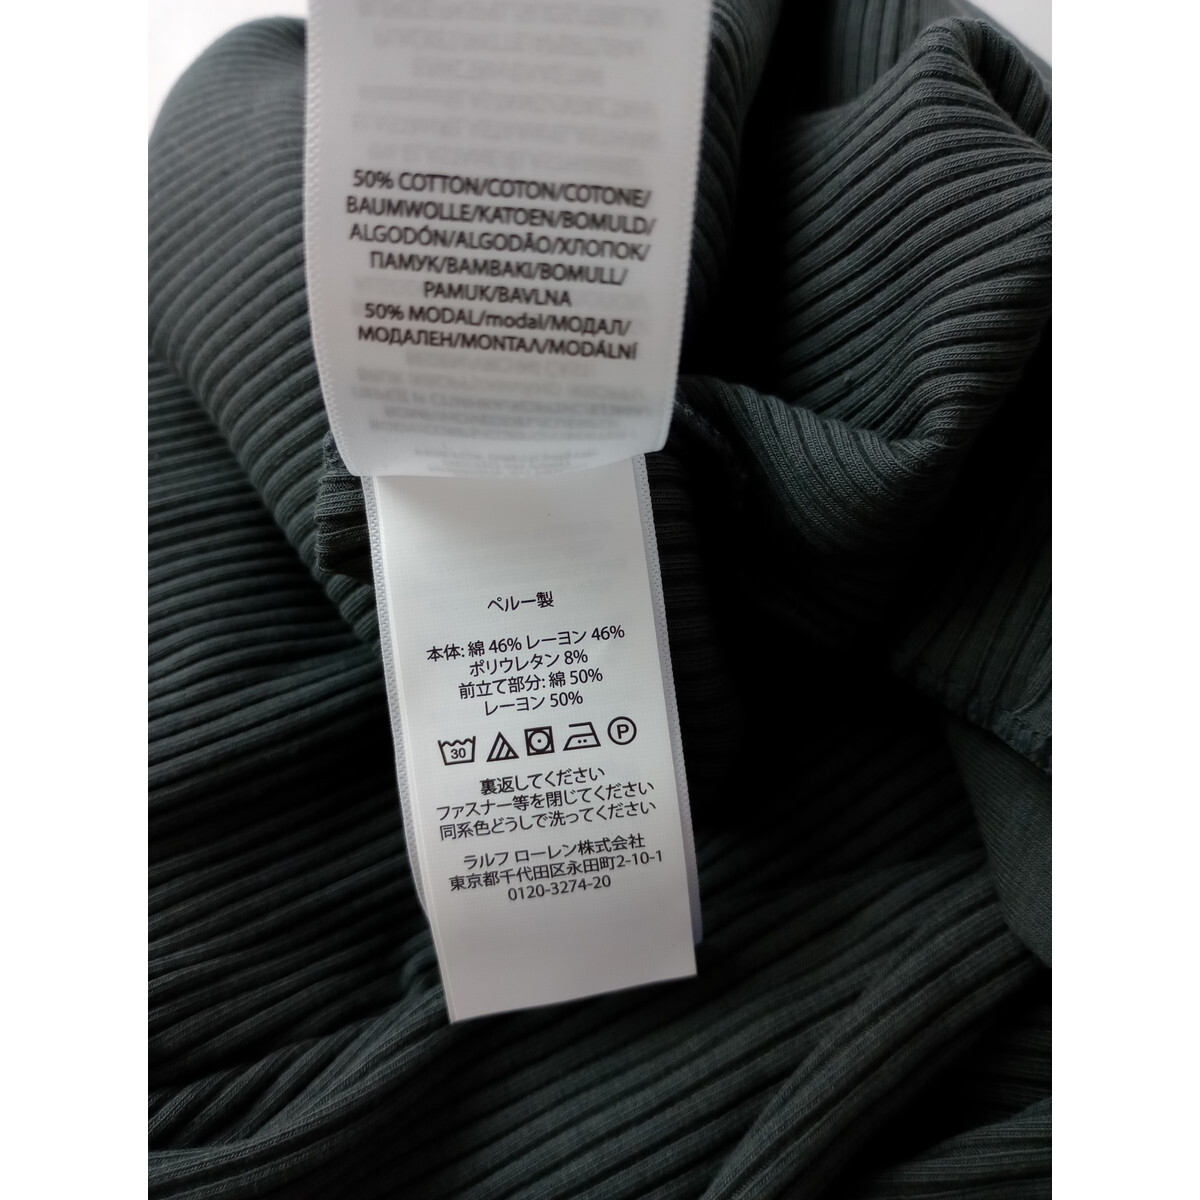 50% COTTON/COTON/COTONE/
BAUMWOLLE/KATOEN/BOMULD/
ALGODÓN/ALGODÃO/ХЛОПОК/
ПАМУК/ΒΑΜΒΑΚΙ/BOMULL/
PAMUK/BAVLNA
50% MODAL/modal/МОДАЛ/
МОДАЛЕН/ΜΟΝΤΑΛ/MODÁLNÍ
ペルー製
本体: 綿 46% レーヨン 46%
ポリウレタン 8%
前立て部分: 綿 50%
レーヨン 50%
30
P
裏返してください
ファスナー等を閉じてください
同系色どうしで洗ってください
ラルフ ローレン株式会社
東京都千代田区永田町2-10-1
0120-3274-20